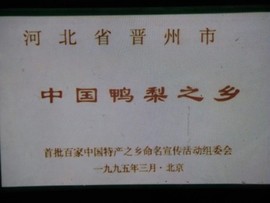 河北省晋州市
中国鸭梨之乡
首批百家中国特产之乡命名宣传活动组委会
一九九五年三月·北京